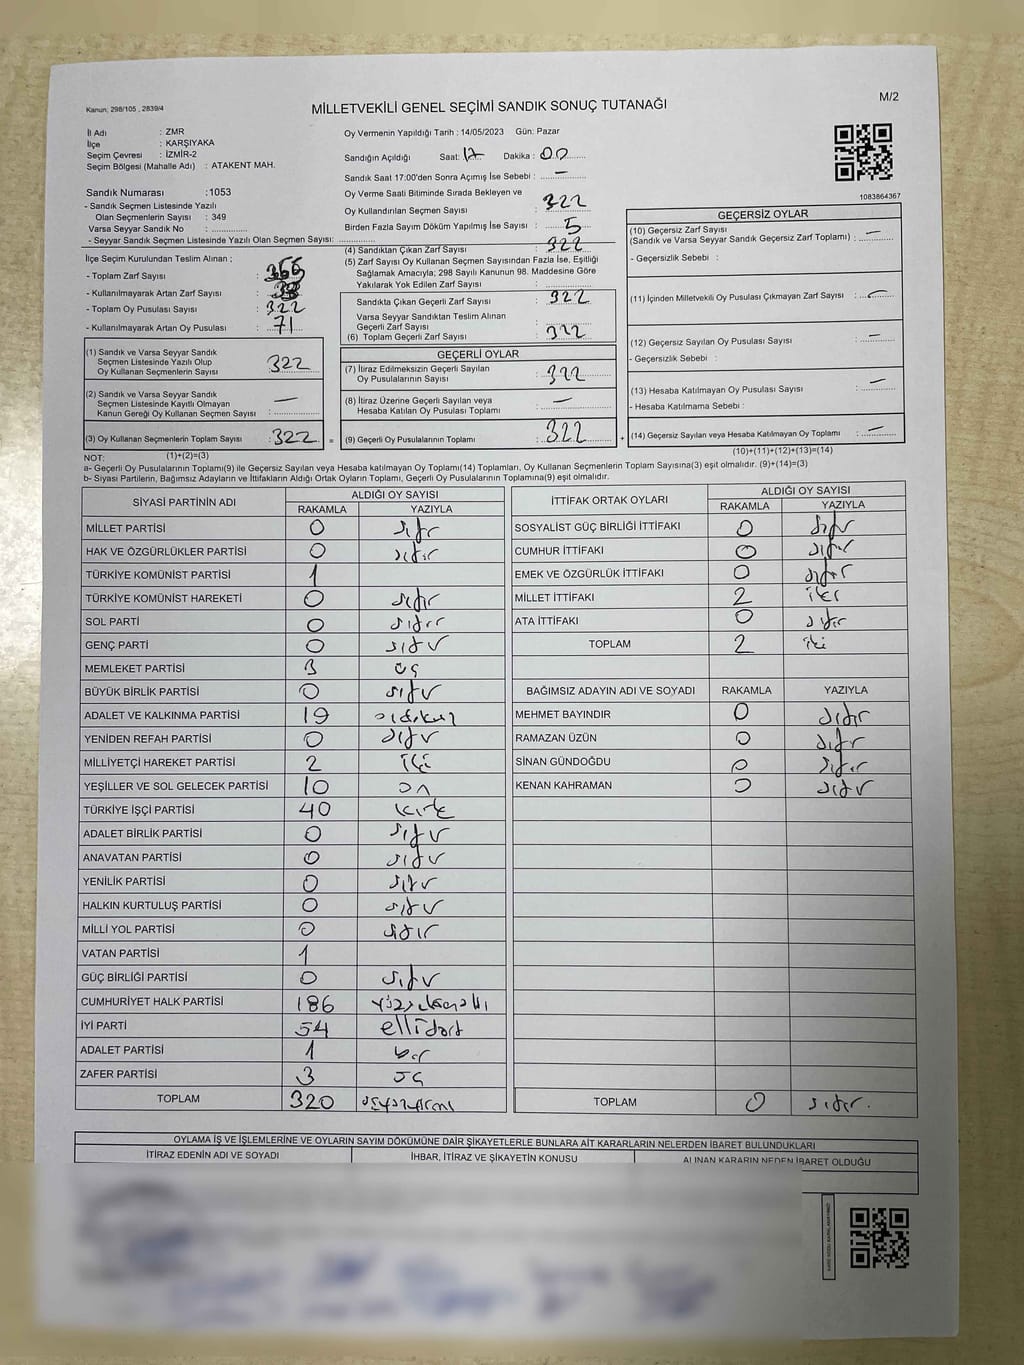 Kanun; 298/105 , 2839/4
MİLLETVEKİLİ GENEL SEÇİMİ SANDIK SONUÇ TUTANAĞI
M/2
İl Adı : ZMR
İlçe : KARŞIYAKA
Seçim Çevresi : İZMİR-2
Seçim Bölgesi (Mahalle Adı) : ATAKENT MAH.
Sandık Numarası :1053
- Sandık Seçmen Listesinde Yazılı
Olan Seçmenlerin Sayısı : 349
Varsa Seyyar Sandık No : ..............
- Seyyar Sandık Seçmen Listesinde Yazılı Olan Seçmen Sayısı: ..............
İlçe Seçim Kurulundan Teslim Alınan ;
- Toplam Zarf Sayısı :
- Kullanılmayarak Artan Zarf Sayısı :
- Toplam Oy Pusulası Sayısı : 322
- Kullanılmayarak Artan Oy Pusulası : 71
Oy Vermenin Yapıldığı Tarih : 14/05/2023 Gün: Pazar
Sandığın Açıldığı Saat: 17 Dakika : 00
Sandık Saat 17:00'den Sonra Açımış İse Sebebi : —
Oy Verme Saati Bitiminde Sırada Bekleyen ve
Oy Kullandırılan Seçmen Sayısı : 322
Birden Fazla Sayım Döküm Yapılmış İse Sayısı : 5
(4) Sandıktan Çıkan Zarf Sayısı : 322
(5) Zarf Sayısı Oy Kullanan Seçmen Sayısından Fazla İse, Eşitliği
Sağlamak Amacıyla; 298 Sayılı Kanunun 98. Maddesine Göre
Yakılarak Yok Edilen Zarf Sayısı : ..............
Sandıkta Çıkan Geçerli Zarf Sayısı : 322
Varsa Seyyar Sandıktan Teslim Alınan
Geçerli Zarf Sayısı : ..............
(6) Toplam Geçerli Zarf Sayısı : 322
1083864367
GEÇERSİZ OYLAR
(10) Geçersiz Zarf Sayısı
(Sandık ve Varsa Seyyar Sandık Geçersiz Zarf Toplamı) : —
- Geçersizlik Sebebi :
(11) İçinden Milletvekili Oy Pusulası Çıkmayan Zarf Sayısı : —
(12) Geçersiz Sayılan Oy Pusulası Sayısı : —
- Geçersizlik Sebebi :
(13) Hesaba Katılmayan Oy Pusulası Sayısı : —
- Hesaba Katılmama Sebebi :
(14) Geçersiz Sayılan veya Hesaba Katılmayan Oy Toplamı : —
(10)+(11)+(12)+(13)=(14)
(1) Sandık ve Varsa Seyyar Sandık
Seçmen Listesinde Yazılı Olup
Oy Kullanan Seçmenlerin Sayısı : 322
(2) Sandık ve Varsa Seyyar Sandık
Seçmen Listesinde Kayıtlı Olmayan
Kanun Gereği Oy Kullanan Seçmen Sayısı : —
(3) Oy Kullanan Seçmenlerin Toplam Sayısı : 322 =
(1)+(2)=(3)
GEÇERLİ OYLAR
(7) İtiraz Edilmeksizin Geçerli Sayılan
Oy Pusulalarının Sayısı : 322
(8) İtiraz Üzerine Geçerli Sayılan veya
Hesaba Katılan Oy Pusulası Toplamı : —
(9) Geçerli Oy Pusulalarının Toplamı : 322 +
NOT:
a- Geçerli Oy Pusulalarının Toplamı(9) ile Geçersiz Sayılan veya Hesaba katılmayan Oy Toplamı(14) Toplamları, Oy Kullanan Seçmenlerin Toplam Sayısına(3) eşit olmalıdır. (9)+(14)=(3)
b- Siyasi Partilerin, Bağımsız Adayların ve İttifakların Aldığı Ortak Oyların Toplamı, Geçerli Oy Pusulalarının Toplamına(9) eşit olmalıdır.
SİYASİ PARTİNİN ADI ALDIĞI OY SAYISI
RAKAMLA YAZIYLA
MİLLET PARTİSİ 0 sıfır
HAK VE ÖZGÜRLÜKLER PARTİSİ 0 sıfır
TÜRKİYE KOMÜNİST PARTİSİ 1
TÜRKİYE KOMÜNİST HAREKETİ 0 sıfır
SOL PARTİ 0 sıfır
GENÇ PARTİ 0 sıfır
MEMLEKET PARTİSİ 3 üç
BÜYÜK BİRLİK PARTİSİ 0 sıfır
ADALET VE KALKINMA PARTİSİ 19 ondokuz
YENİDEN REFAH PARTİSİ 0 sıfır
MİLLİYETÇİ HAREKET PARTİSİ 2 iki
YEŞİLLER VE SOL GELECEK PARTİSİ 10 on
TÜRKİYE İŞÇİ PARTİSİ 40 kırk
ADALET BİRLİK PARTİSİ 0 sıfır
ANAVATAN PARTİSİ 0 sıfır
YENİLİK PARTİSİ 0 sıfır
HALKIN KURTULUŞ PARTİSİ 0 sıfır
MİLLİ YOL PARTİSİ 0 sıfır
VATAN PARTİSİ 1
GÜÇ BİRLİĞİ PARTİSİ 0 sıfır
CUMHURİYET HALK PARTİSİ 186 yüzseksenaltı
İYİ PARTİ 54 ellidört
ADALET PARTİSİ 1 bir
ZAFER PARTİSİ 3 üç
TOPLAM 320 üçyüzyirmi
İTTİFAK ORTAK OYLARI ALDIĞI OY SAYISI
RAKAMLA YAZIYLA
SOSYALİST GÜÇ BİRLİĞİ İTTİFAKI 0 sıfır
CUMHUR İTTİFAKI 0 sıfır
EMEK VE ÖZGÜRLÜK İTTİFAKI 0 sıfır
MİLLET İTTİFAKI 2 iki
ATA İTTİFAKI 0 sıfır
TOPLAM 2 iki
BAĞIMSIZ ADAYIN ADI VE SOYADI RAKAMLA YAZIYLA
MEHMET BAYINDIR 0 sıfır
RAMAZAN ÜZÜN 0 sıfır
SİNAN GÜNDOĞDU 0 sıfır
KENAN KAHRAMAN 0 sıfır
TOPLAM 0 sıfır.
OYLAMA İŞ VE İŞLEMLERİNE VE OYLARIN SAYIM DÖKÜMÜNE DAİR ŞİKAYETLERLE BUNLARA AİT KARARLARIN NELERDEN İBARET BULUNDUKLARI
İTİRAZ EDENİN ADI VE SOYADI İHBAR, İTİRAZ VE ŞİKAYETİN KONUSU ALINAN KARARIN NEDEN İBARET OLDUĞU